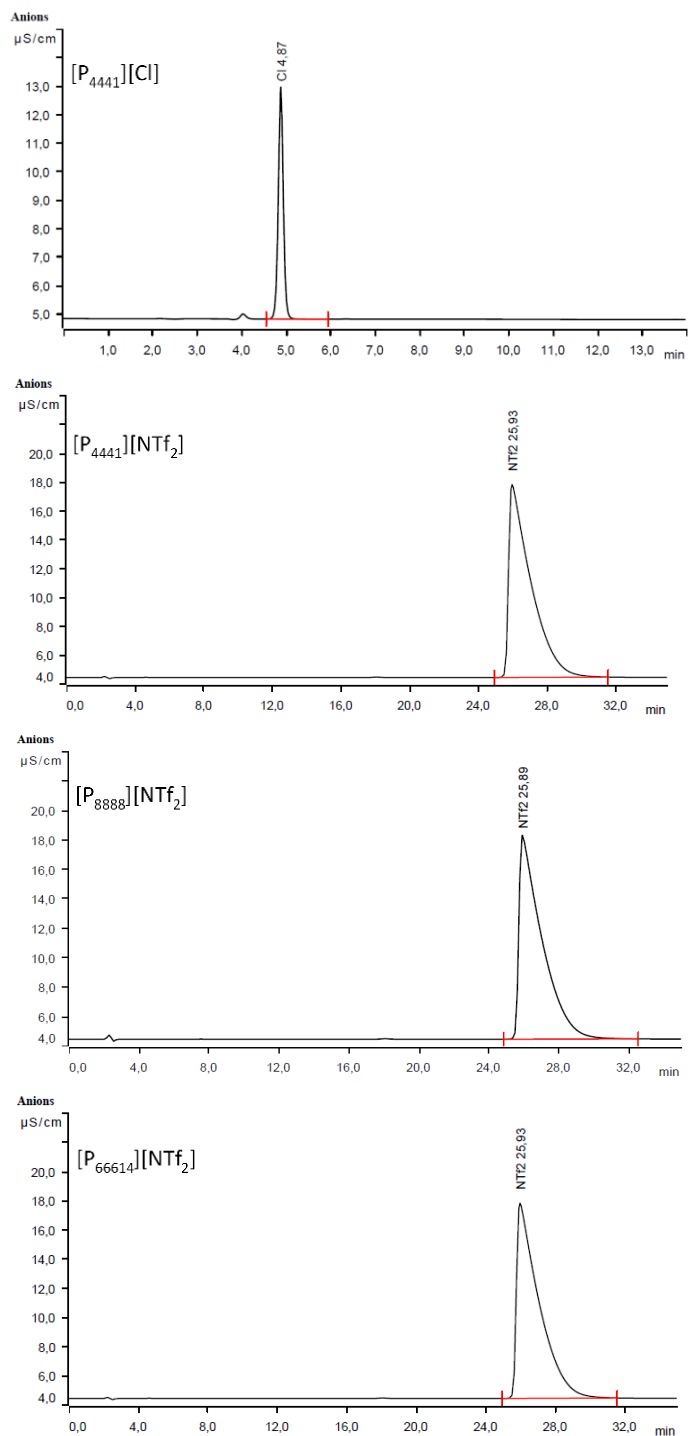 Anions
µS/cm
[P4441][Cl]
Cl 4,87
13,0
12,0
11,0
10,0
9,0
8,0
7,0
6,0
5,0
1,0 2,0 3,0 4,0 5,0 6,0 7,0 8,0 9,0 10,0 11,0 12,0 13,0 min
Anions
µS/cm
[P4441][NTf2]
NTf2 25,93
20,0
18,0
16,0
14,0
12,0
10,0
8,0
6,0
4,0
0,0 4,0 8,0 12,0 16,0 20,0 24,0 28,0 32,0 min
Anions
µS/cm
[P8888][NTf2]
NTf2 25,89
20,0
18,0
16,0
14,0
12,0
10,0
8,0
6,0
4,0
0,0 4,0 8,0 12,0 16,0 20,0 24,0 28,0 32,0 min
Anions
µS/cm
[P66614][NTf2]
NTf2 25,93
20,0
18,0
16,0
14,0
12,0
10,0
8,0
6,0
4,0
0,0 4,0 8,0 12,0 16,0 20,0 24,0 28,0 32,0 min